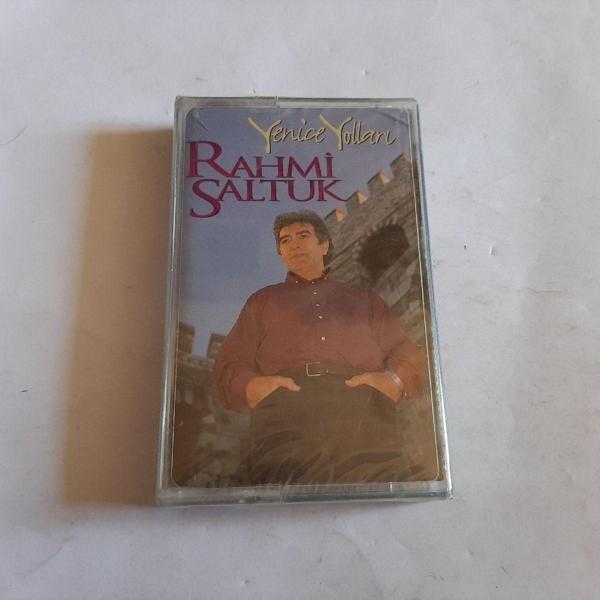 Yenice Yolları
RAHMİ
SALTUK